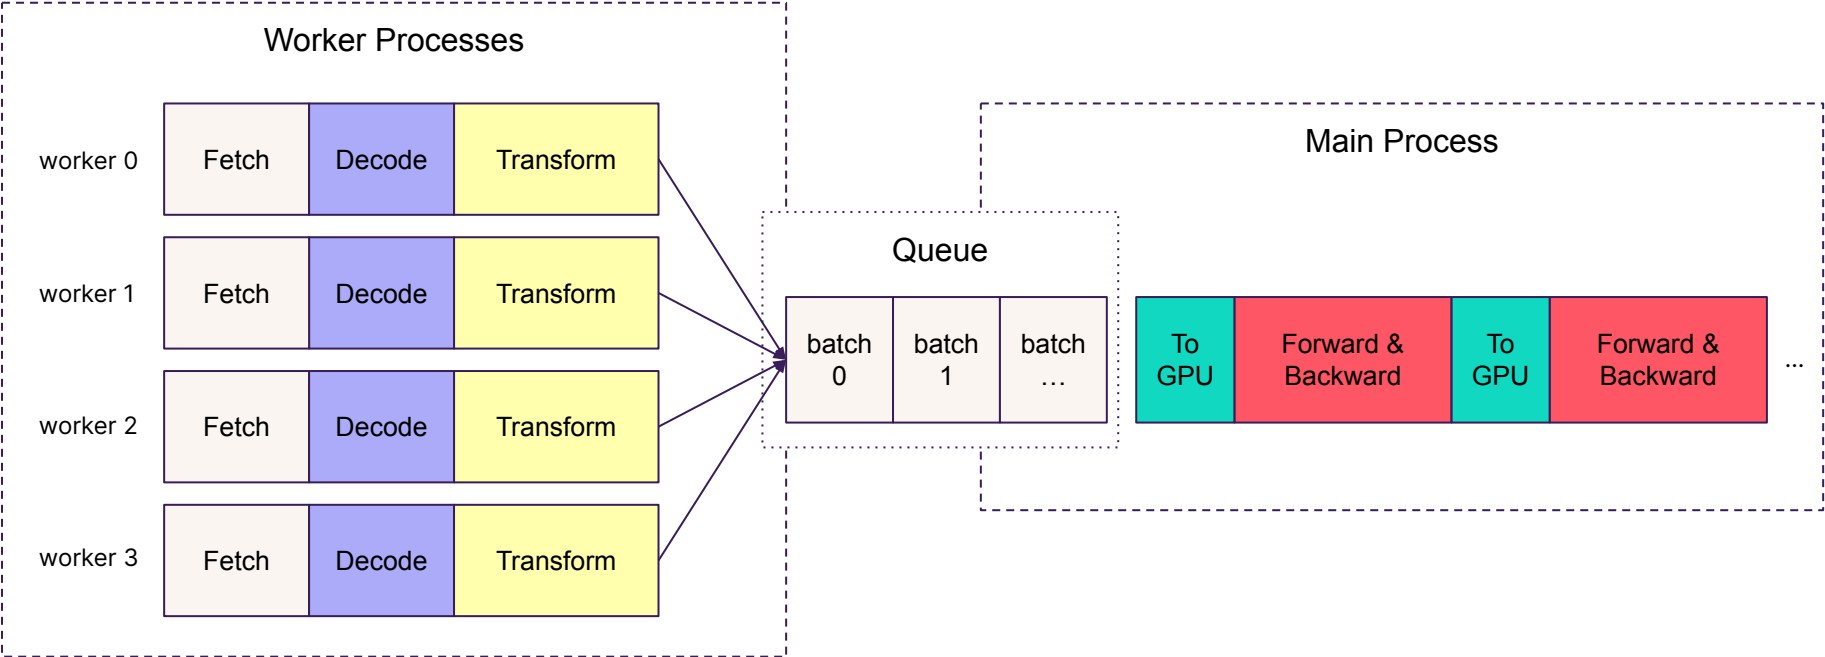 Worker Processes
worker 0
Fetch
Decode
Transform
worker 1
Fetch
Decode
Transform
worker 2
Fetch
Decode
Transform
worker 3
Fetch
Decode
Transform
Queue
batch
0
batch
1
batch
...
Main Process
To
GPU
Forward &
Backward
To
GPU
Forward &
Backward
...